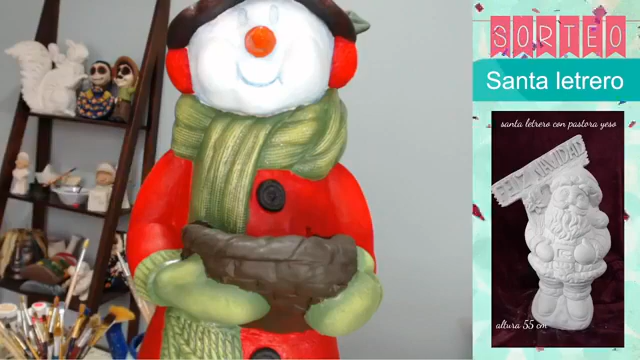 SORTEO
Santa letrero
santa letrero con pastora yeso
FELIZ NAVIDAD
altura 55 cm